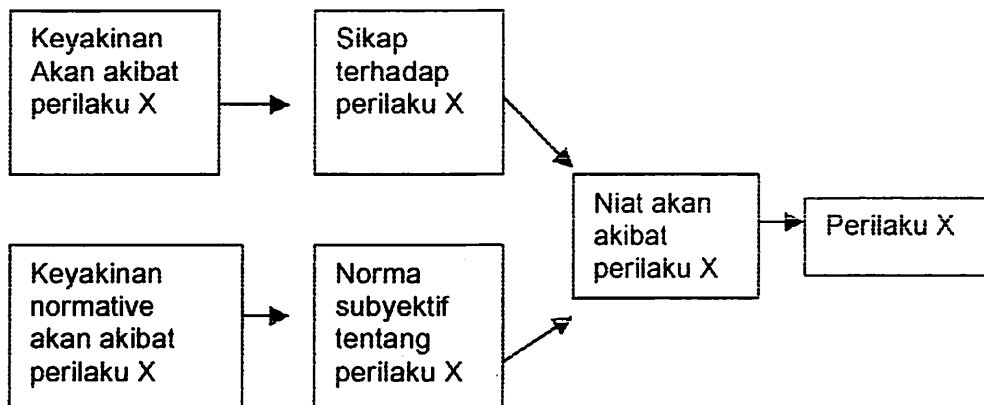 Keyakinan
Akan akibat
perilaku X
Sikap
terhadap
perilaku X
Niat akan
akibat
perilaku X
Perilaku X
Keyakinan
normative
akan akibat
perilaku X
Norma
subyektif
tentang
perilaku X